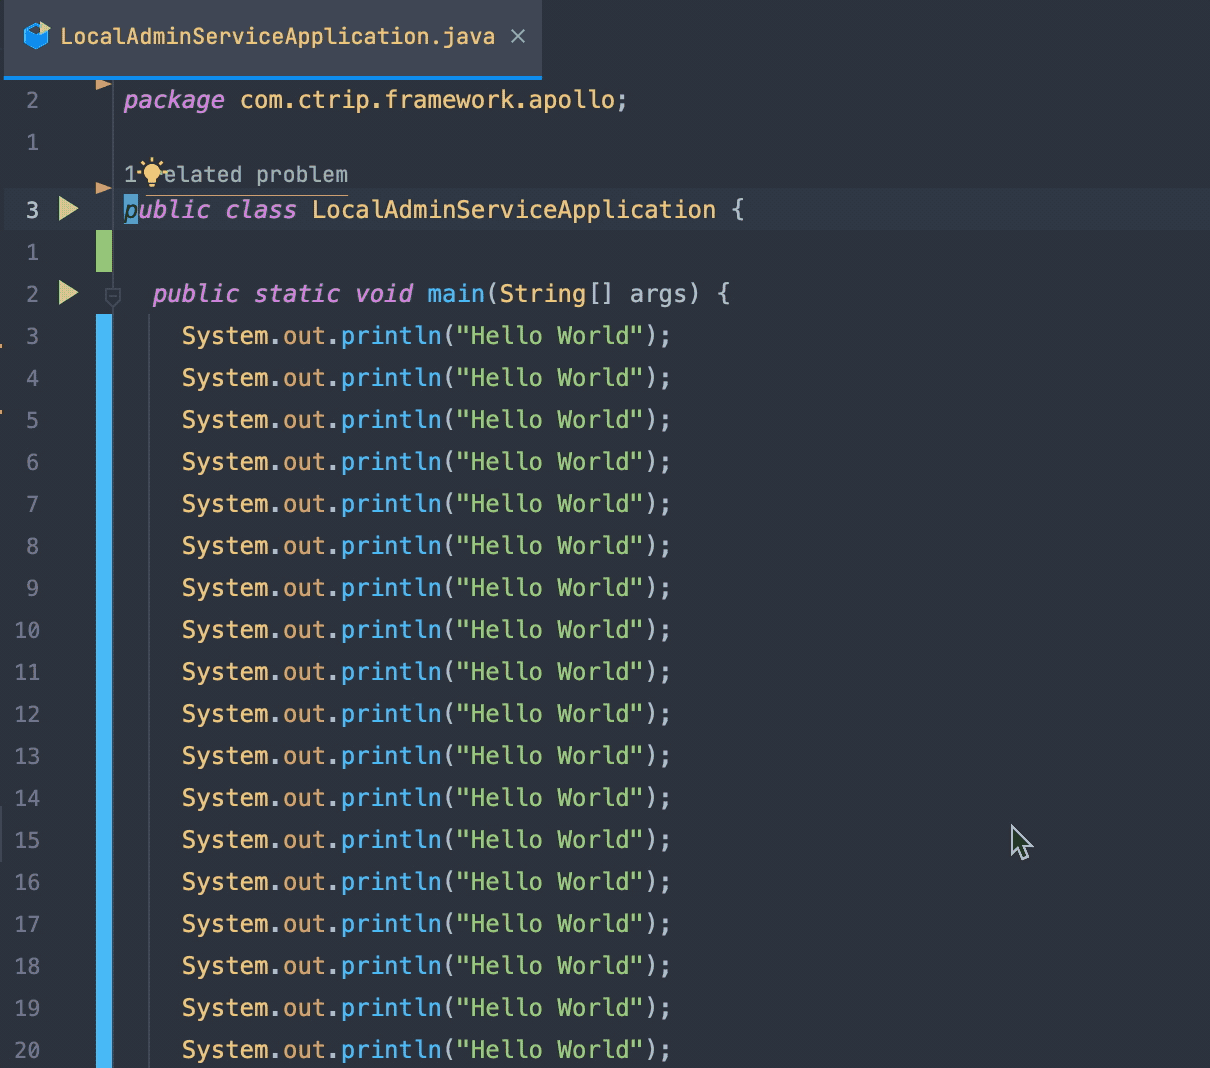 LocalAdminServiceApplication.java
2 package com.ctrip.framework.apollo;
1
1 elated problem
3 public class LocalAdminServiceApplication {
1
2 public static void main(String[] args) {
3 System.out.println("Hello World");
4 System.out.println("Hello World");
5 System.out.println("Hello World");
6 System.out.println("Hello World");
7 System.out.println("Hello World");
8 System.out.println("Hello World");
9 System.out.println("Hello World");
10 System.out.println("Hello World");
11 System.out.println("Hello World");
12 System.out.println("Hello World");
13 System.out.println("Hello World");
14 System.out.println("Hello World");
15 System.out.println("Hello World");
16 System.out.println("Hello World");
17 System.out.println("Hello World");
18 System.out.println("Hello World");
19 System.out.println("Hello World");
20 System.out.println("Hello World");